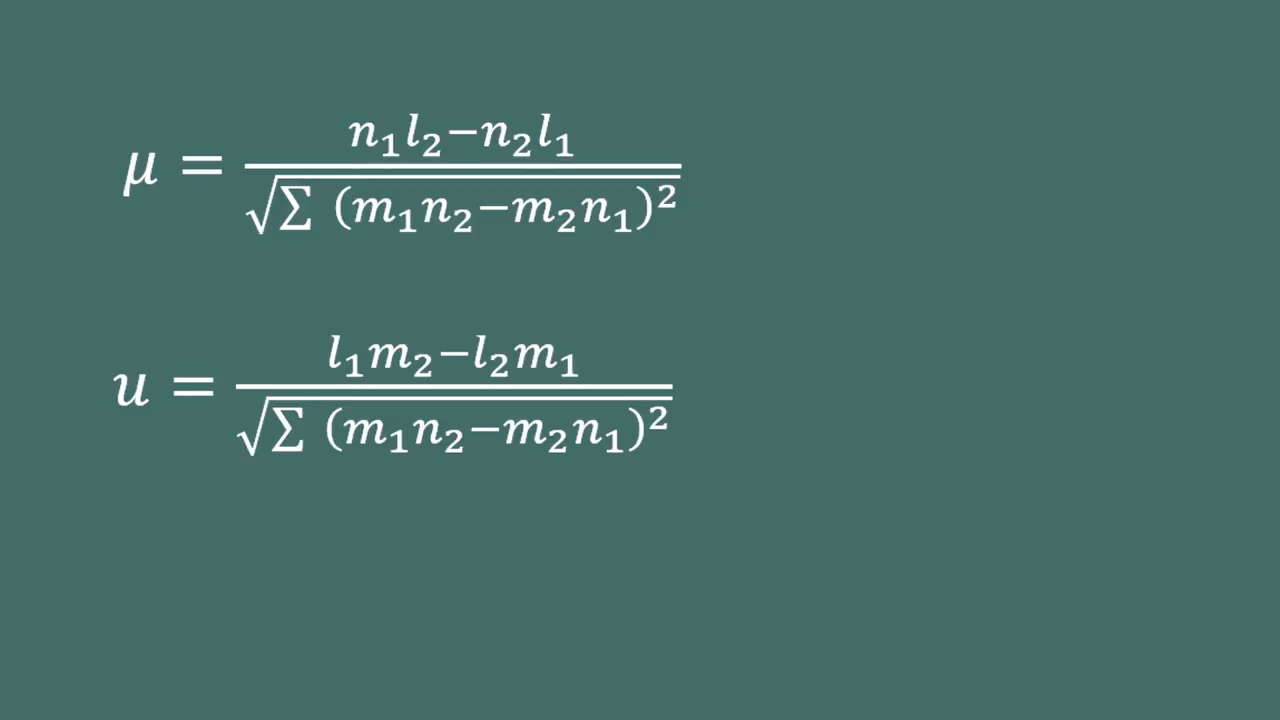 μ = n₁l₂−n₂l₁ / √∑ (m₁n₂−m₂n₁)²
u = l₁m₂−l₂m₁ / √∑ (m₁n₂−m₂n₁)²